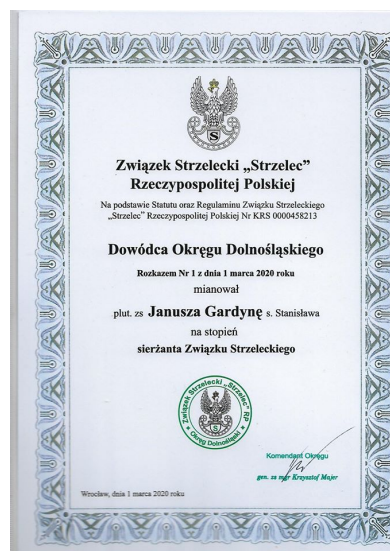 S
Związek Strzelecki „Strzelec”
Rzeczypospolitej Polskiej
Na podstawie Statutu oraz Regulaminu Związku Strzeleckiego
„Strzelec” Rzeczypospolitej Polskiej Nr KRS 0000458213
Dowódca Okręgu Dolnośląskiego
Rozkazem Nr 1 z dnia 1 marca 2020 roku
mianował
plut. zs Janusza Gardynę s. Stanisława
na stopień
sierżanta Związku Strzeleckiego
Związek Strzelecki „Strzelec” RP
S
Okręg Dolnośląski
Komendant Okręgu
gen. zs mgr Krzysztof Majer
Wrocław, dnia 1 marca 2020 roku